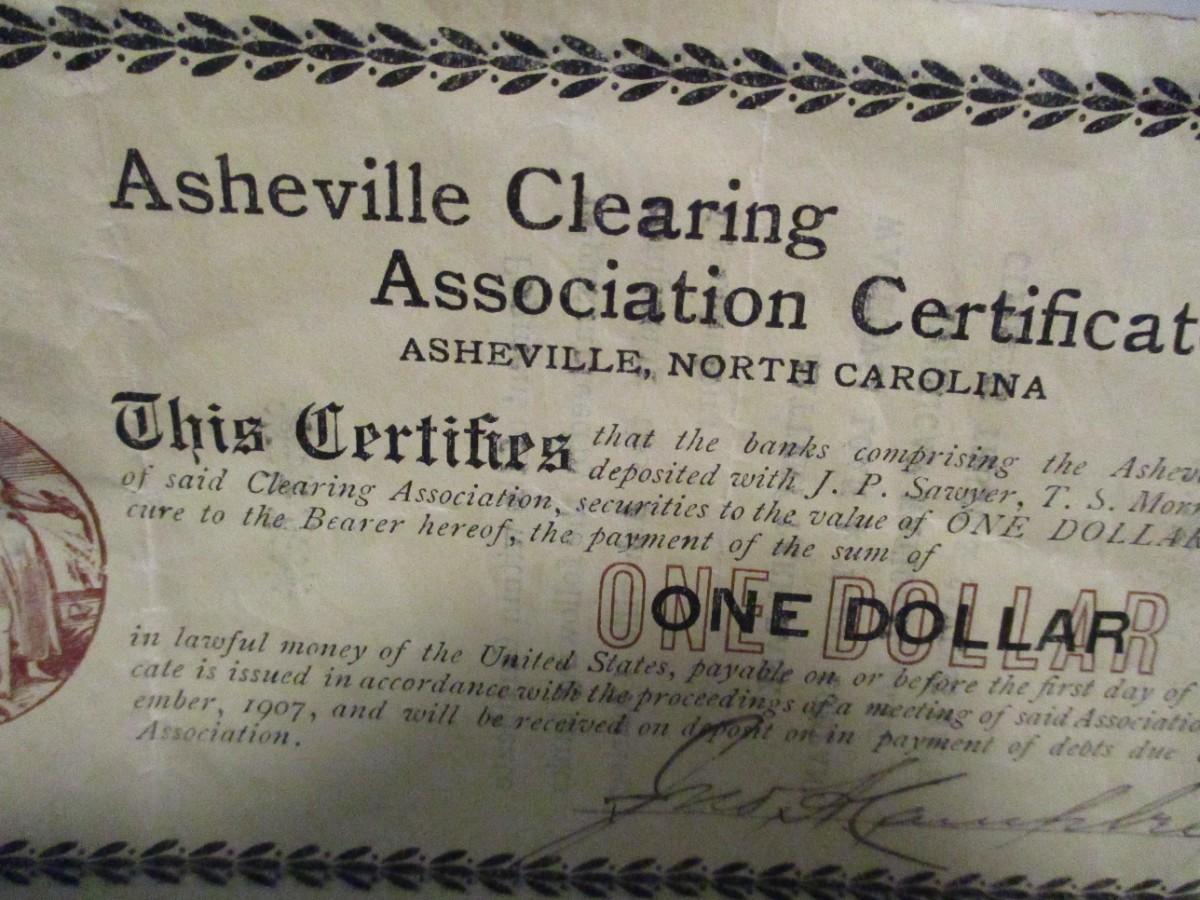 Asheville Clearing
Association Certificat
ASHEVILLE, NORTH CAROLINA
This Certifies that the banks comprising the Ashev
deposited with J. P. Sawyer, T. S. Mor
of said Clearing Association, securities to the value of ONE DOLLAR
cure to the Bearer hereof, the payment of the sum of
ONE DOLLAR
ONE DOLLAR
in lawful money of the United States, payable on or before the first day of
cate is issued in accordance with the proceedings of a meeting of said Associatio
ember, 1907, and will be received on deposit or in payment of debts due
Association.